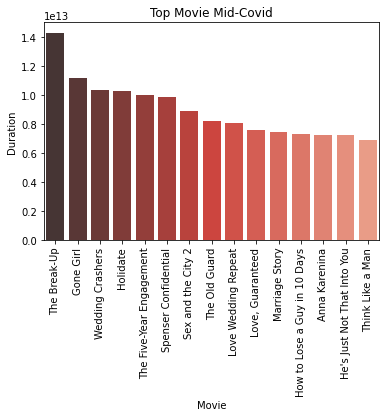 Top Movie Mid-Covid
1e13
1.4
1.2
1.0
0.8
0.6
0.4
0.2
0.0
Duration
The Break-Up
Gone Girl
Wedding Crashers
Holidate
The Five-Year Engagement
Spenser Confidential
Sex and the City 2
The Old Guard
Love Wedding Repeat
Love, Guaranteed
Marriage Story
How to Lose a Guy in 10 Days
Anna Karenina
He's Just Not That Into You
Think Like a Man
Movie